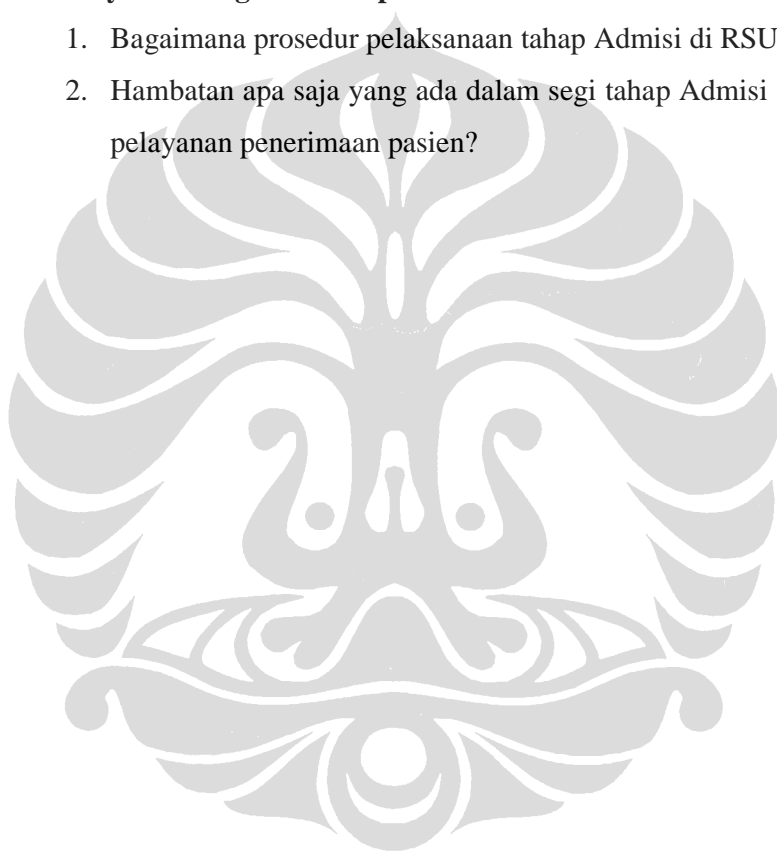 1. Bagaimana prosedur pelaksanaan tahap Admisi di RSU
2. Hambatan apa saja yang ada dalam segi tahap Admisi
pelayanan penerimaan pasien?